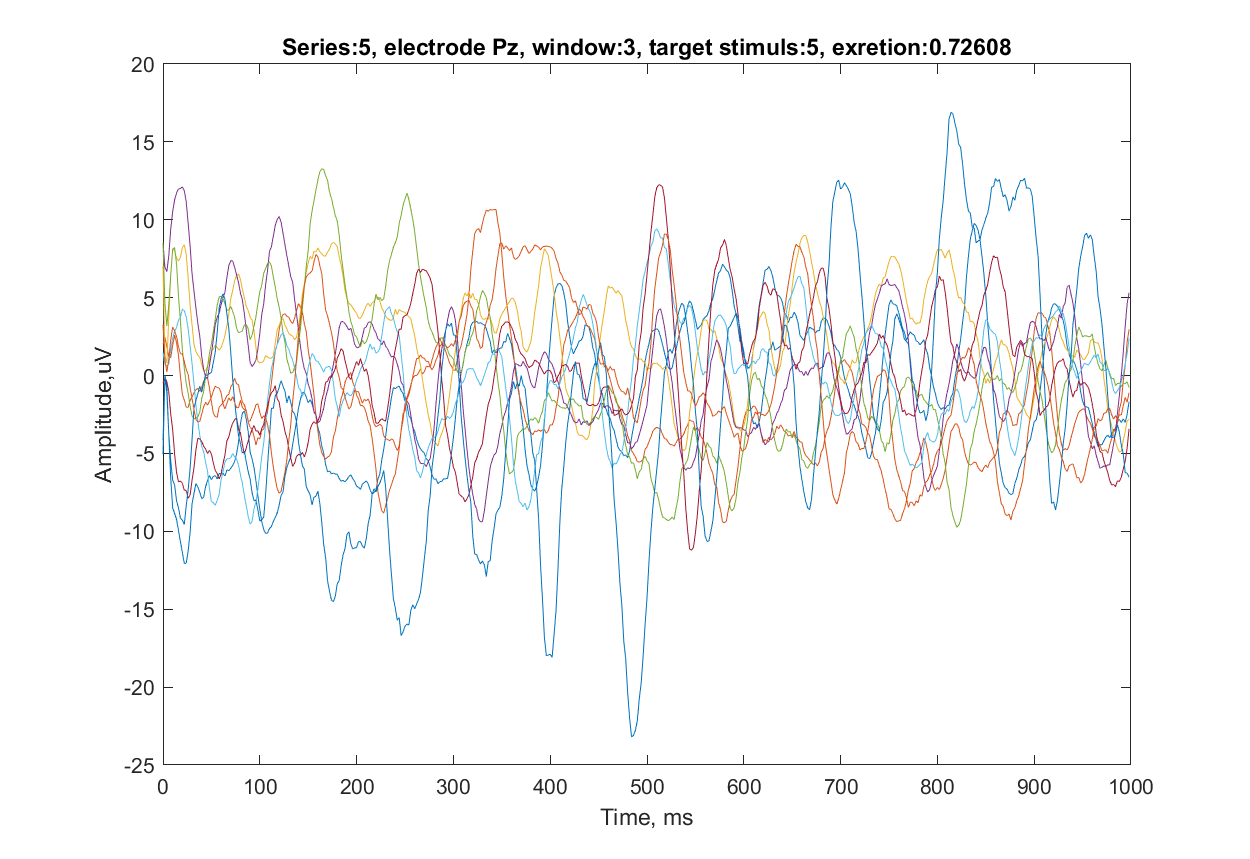 Series:5, electrode Pz, window:3, target stimuls:5, exretion:0.72608
20
15
10
5
0
-5
-10
-15
-20
-25
Amplitude,uV
0 100 200 300 400 500 600 700 800 900 1000
Time, ms